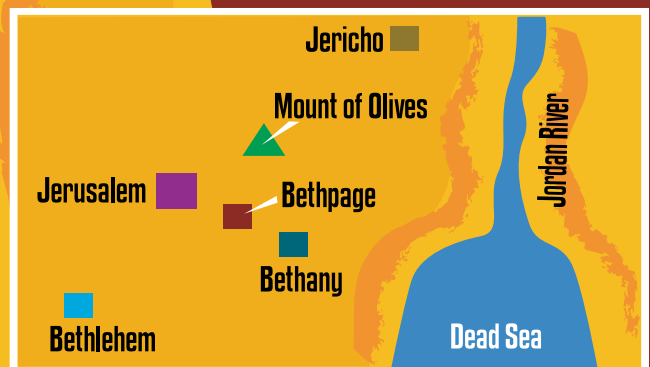 Jericho
Mount of Olives
Jordan River
Jerusalem
Bethpage
Bethany
Bethlehem
Dead Sea